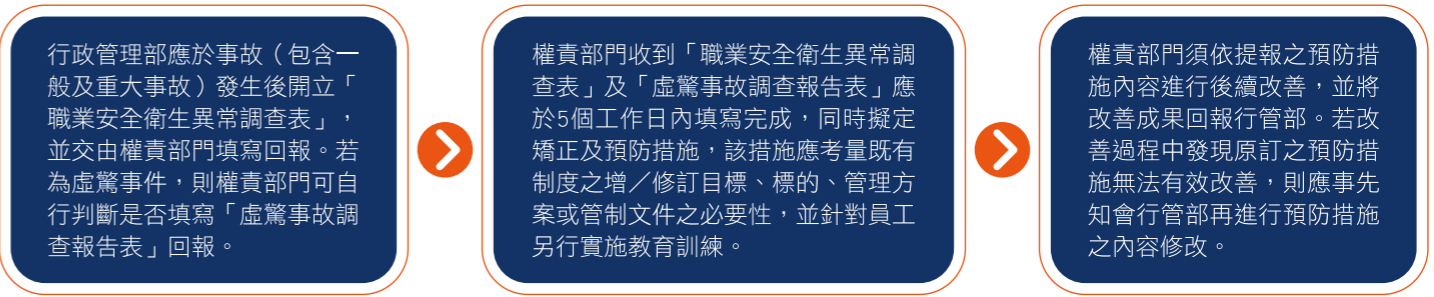 行政管理部應於事故（包含一
般及重大事故）發生後開立「
職業安全衛生異常調查表」，
並交由權責部門填寫回報。若
為虛驚事件，則權責部門可自
行判斷是否填寫「虛驚事故調
查報告表」回報。
權責部門收到「職業安全衛生異常調
查表」及「虛驚事故調查報告表」應
於5個工作日內填寫完成，同時擬定
矯正及預防措施，該措施應考量既有
制度之增／修訂目標、標的、管理方
案或管制文件之必要性，並針對員工
另行實施教育訓練。
權責部門須依提報之預防措
施內容進行後續改善，並將
改善成果回報行管部。若改
善過程中發現原訂之預防措
施無法有效改善，則應事先
知會行管部再進行預防措施
之內容修改。